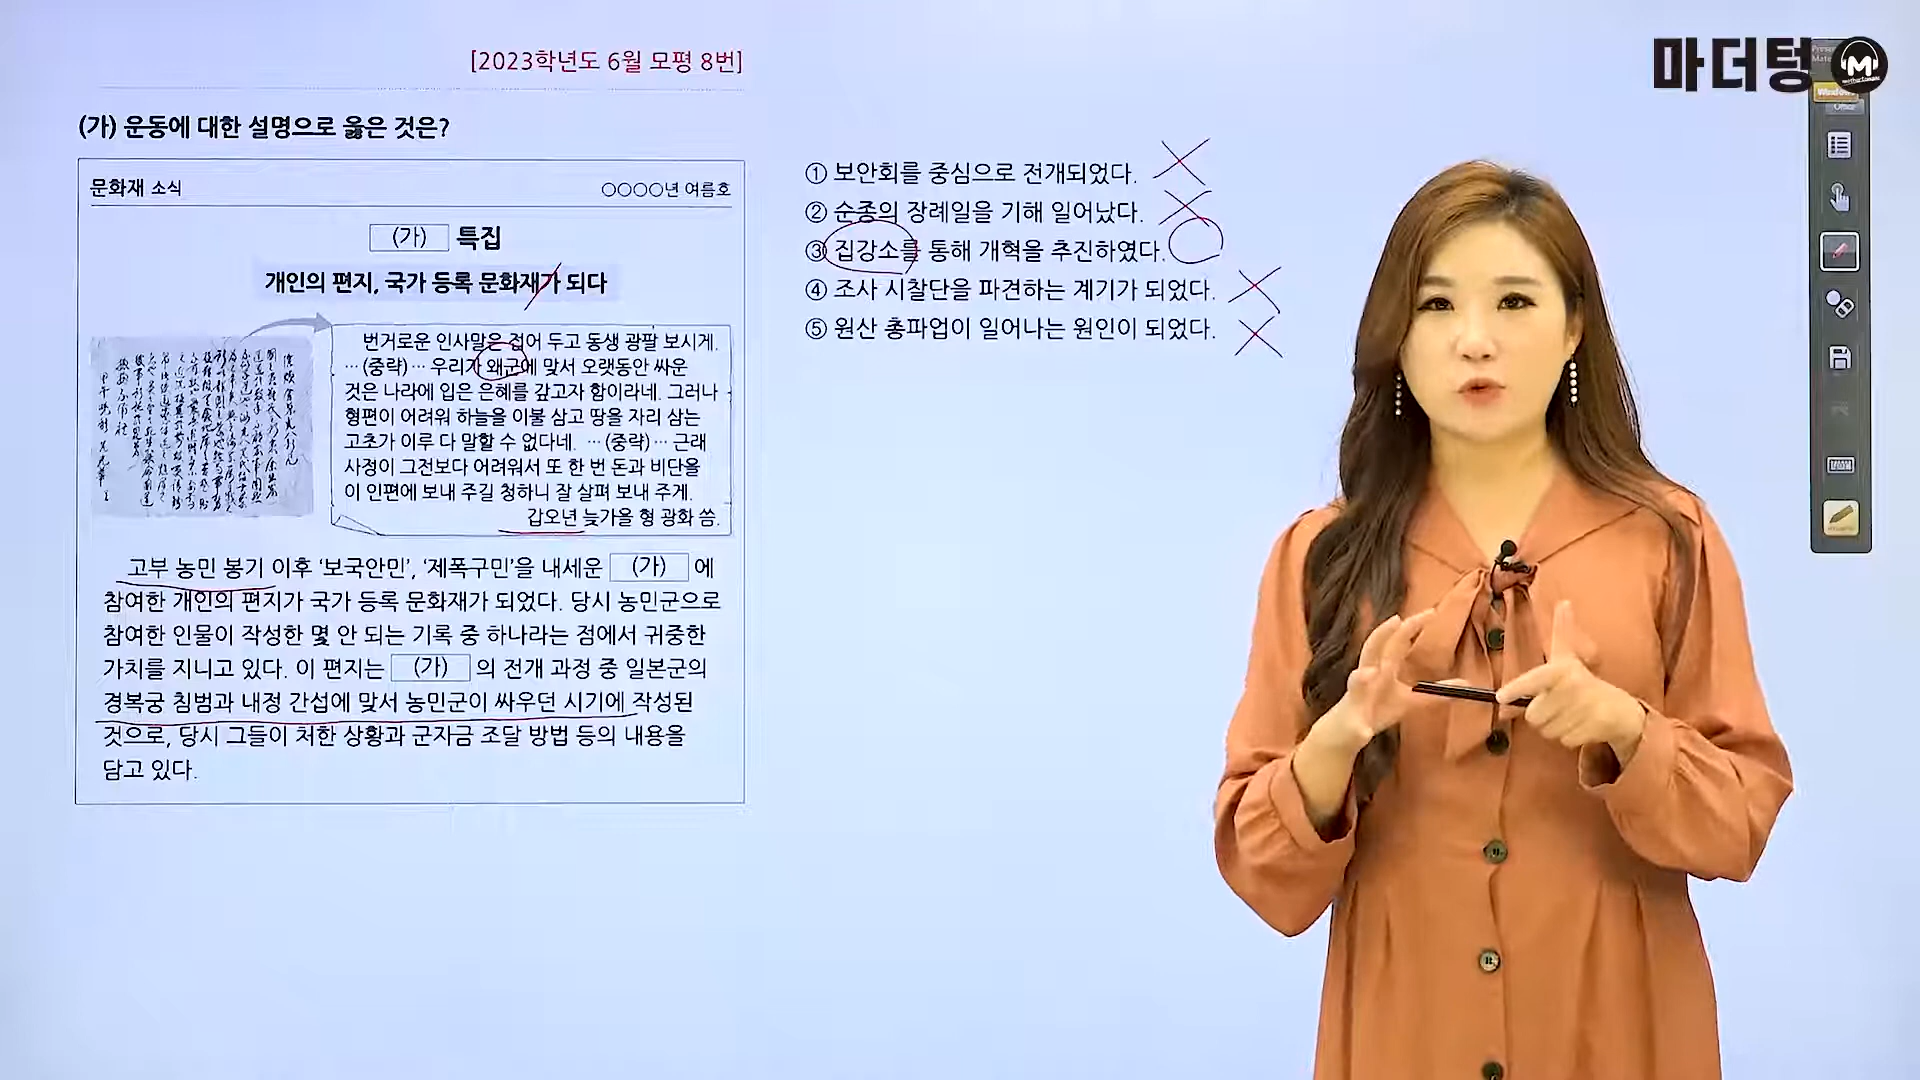 [2023학년도 6월 모평 8번]
마더텅
(가) 운동에 대한 설명으로 옳은 것은?
문화재 소식
○○○○년 여름호
(가) 특집
개인의 편지, 국가 등록 문화재가 되다
번거로운 인사말은 접어 두고 동생 광팔 보시게.
… (중략) … 우리가 왜군에 맞서 오랫동안 싸운
것은 나라에 입은 은혜를 갚고자 함이라네. 그러나
형편이 어려워 하늘을 이불 삼고 땅을 자리 삼는
고초가 이루 다 말할 수 없다네. … (중략) … 근래
사정이 그전보다 어려워서 또 한 번 돈과 비단을
이 인편에 보내 주길 청하니 잘 살펴 보내 주게.
갑오년 늦가을 형 광화 씀.
고부 농민 봉기 이후 ‘보국안민’, ‘제폭구민’을 내세운 (가) 에
참여한 개인의 편지가 국가 등록 문화재가 되었다. 당시 농민군으로
참여한 인물이 작성한 몇 안 되는 기록 중 하나라는 점에서 귀중한
가치를 지니고 있다. 이 편지는 (가) 의 전개 과정 중 일본군의
경복궁 침범과 내정 간섭에 맞서 농민군이 싸우던 시기에 작성된
것으로, 당시 그들이 처한 상황과 군자금 조달 방법 등의 내용을
담고 있다.
① 보안회를 중심으로 전개되었다.
② 순종의 장례일을 기해 일어났다.
③ 집강소를 통해 개혁을 추진하였다.
④ 조사 시찰단을 파견하는 계기가 되었다.
⑤ 원산 총파업이 일어나는 원인이 되었다.